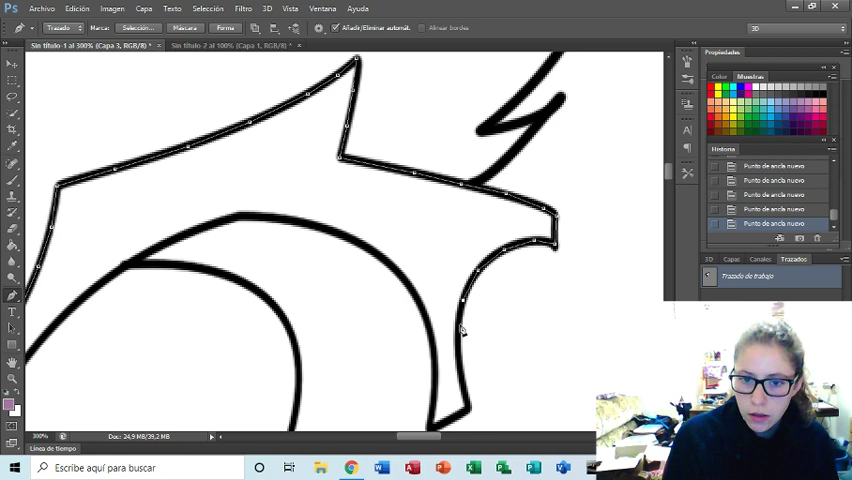 Ps Archivo Edición Imagen Capa Texto Selección Filtro 3D Vista Ventana Ayuda
Trazado Marca: Selección... Máscara Forma Añadir/Eliminar automát. Alinear bordes 3D
Sin título-1 al 300% (Capa 3, RGB/8) * × Sin título-2 al 100% (Capa 1, RGB/8) * ×
Propiedades
Color Muestras
Historia
Punto de ancla nuevo
Punto de ancla nuevo
Punto de ancla nuevo
Punto de ancla nuevo
Punto de ancla nuevo
3D Capas Canales Trazados
Trazado de trabajo
300% Doc: 24,9 MB/39,2 MB
Línea de tiempo
Escribe aquí para buscar